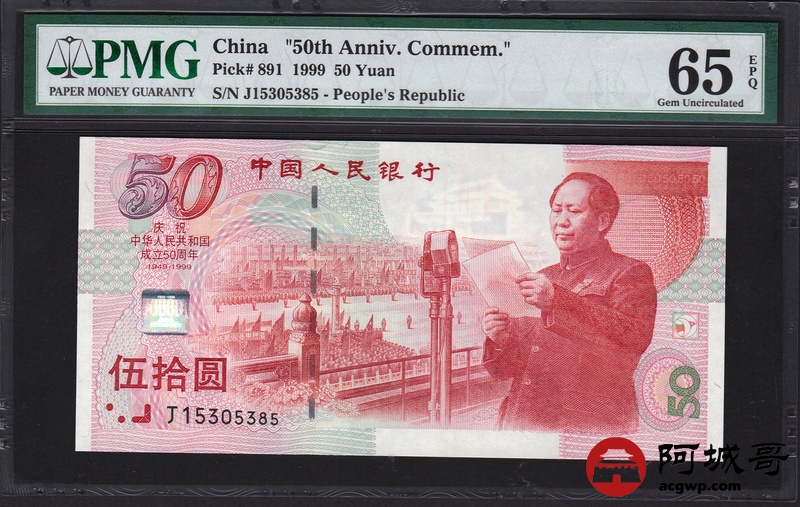 PMG
PAPER MONEY GUARANTY
China "50th Anniv. Commem."
Pick# 891 1999 50 Yuan
S/N J15305385 - People's Republic
65
EPQ
Gem Uncirculated
50
中国人民银行
庆祝
中华人民共和国
成立50周年
1949-1999
伍拾圆
J15305385
50
阿城哥
acgwp.com